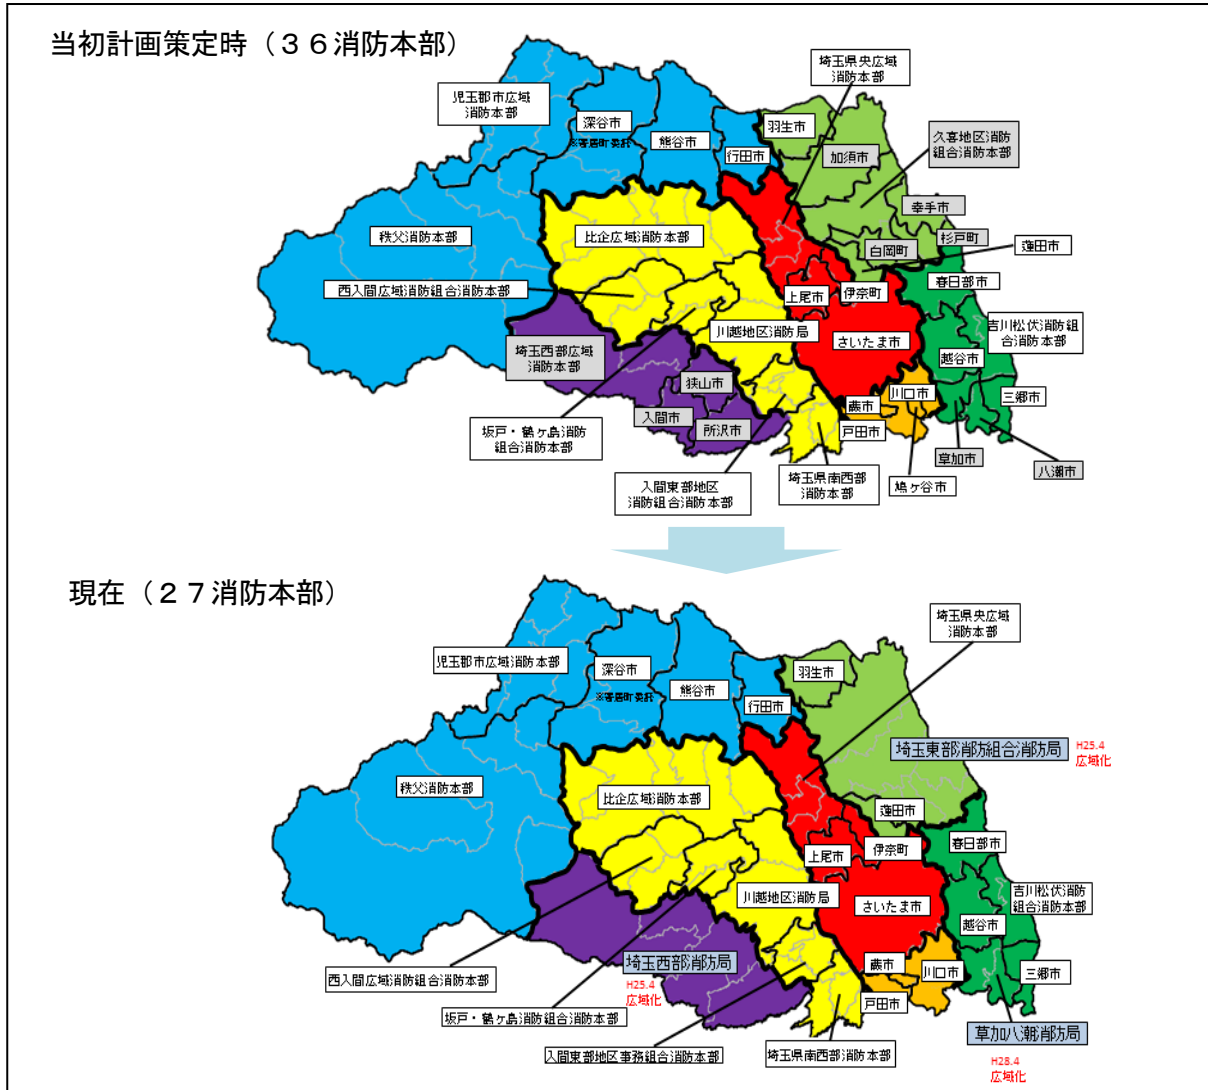 当初計画策定時（３６消防本部）
埼玉県央広域
消防本部
児玉郡市広域
消防本部
深谷市
※寄居町委託
熊谷市
行田市
羽生市
加須市
久喜地区消防
組合消防本部
幸手市
杉戸町
白岡町
蓮田市
秩父消防本部
比企広域消防本部
西入間広域消防組合消防本部
上尾市
伊奈町
春日部市
吉川松伏消防組
合消防本部
川越地区消防局
さいたま市
越谷市
埼玉西部広域
消防本部
狭山市
入間市
所沢市
蕨市
川口市
戸田市
三郷市
草加市
八潮市
鳩ヶ谷市
坂戸・鶴ヶ島消防
組合消防本部
入間東部地区
消防組合消防本部
埼玉県南西部
消防本部
現在（２７消防本部）
埼玉県央広域
消防本部
児玉郡市広域消防本部
深谷市
※寄居町委託
熊谷市
行田市
羽生市
埼玉東部消防組合消防局
H25.4
広域化
秩父消防本部
比企広域消防本部
蓮田市
上尾市
伊奈町
春日部市
吉川松伏消防
組合消防本部
川越地区消防局
さいたま市
越谷市
埼玉西部消防局
H25.4
広域化
蕨市
川口市
戸田市
三郷市
西入間広域消防組合消防本部
坂戸・鶴ヶ島消防組合消防本部
入間東部地区事務組合消防本部
埼玉県南西部消防本部
草加八潮消防局
H28.4
広域化